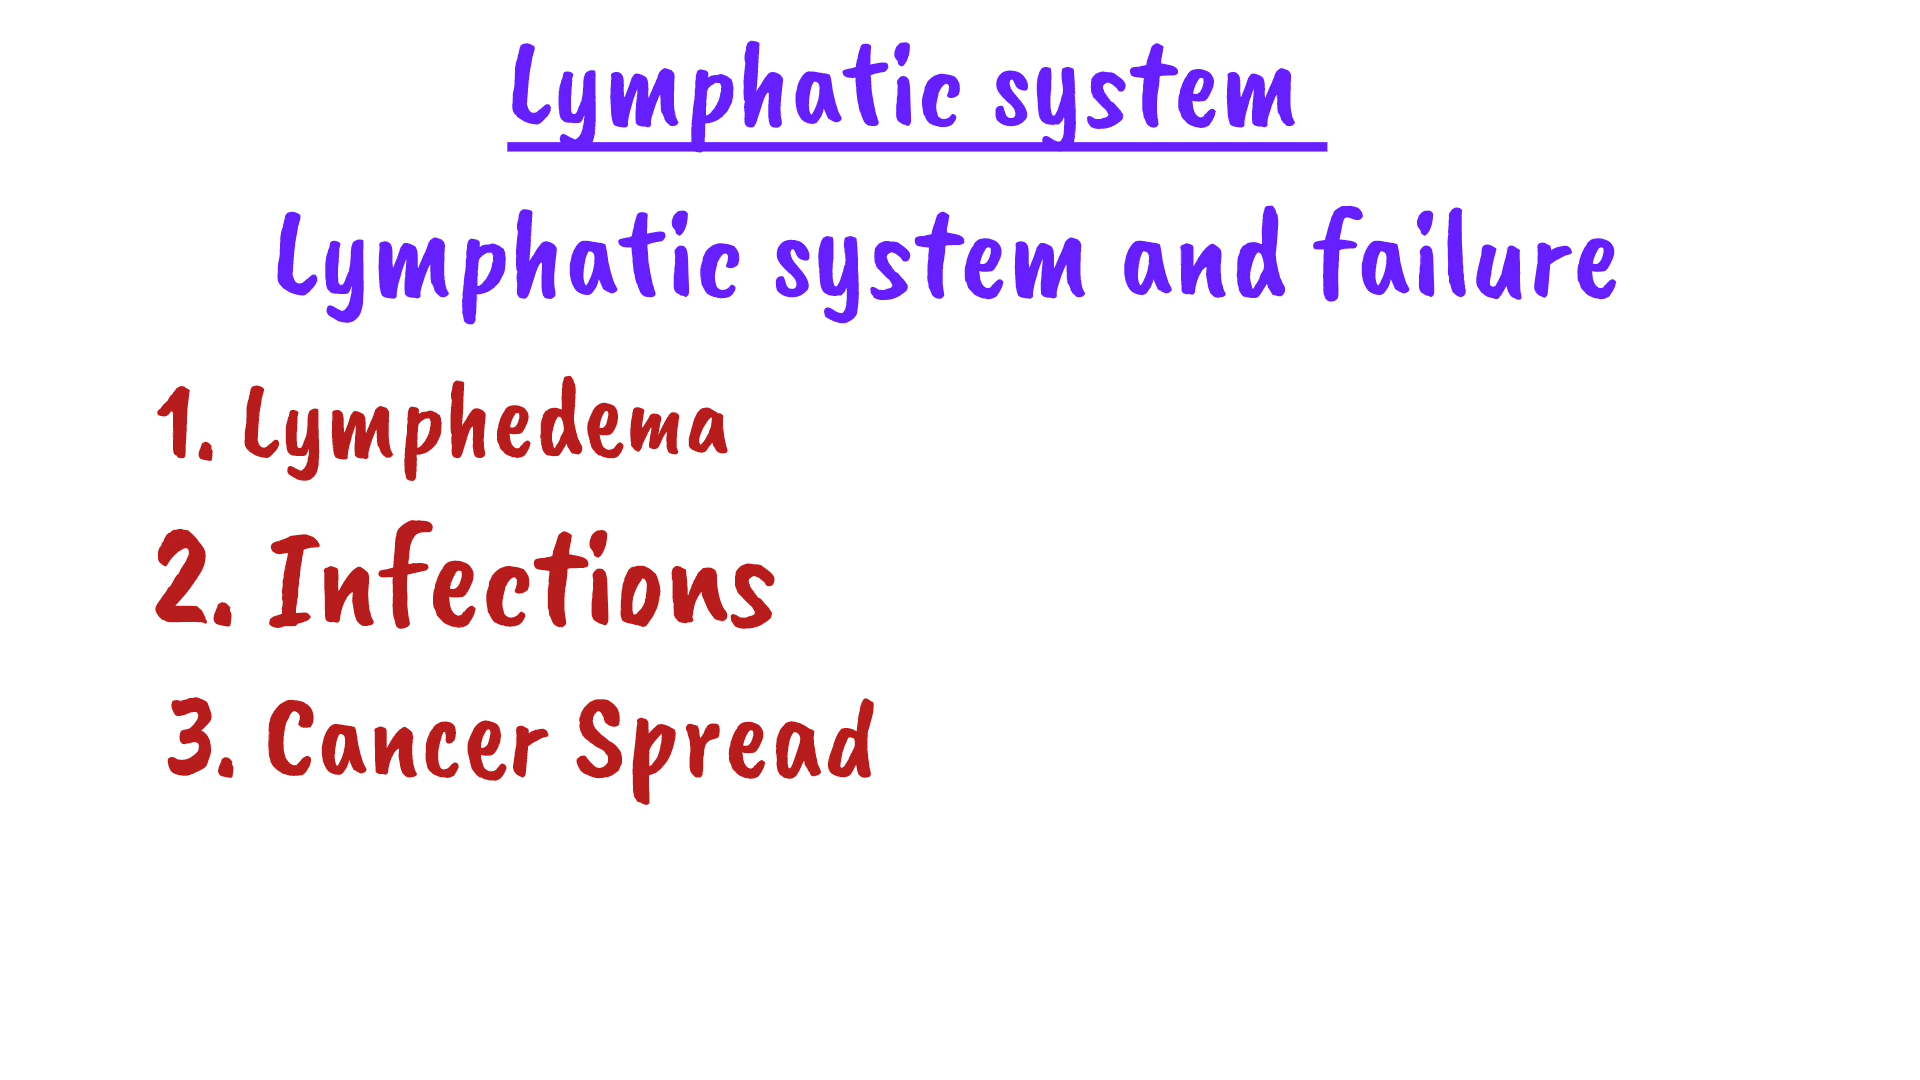 Lymphatic system
Lymphatic system and failure
1. Lymphedema
2. Infections
3. Cancer Spread